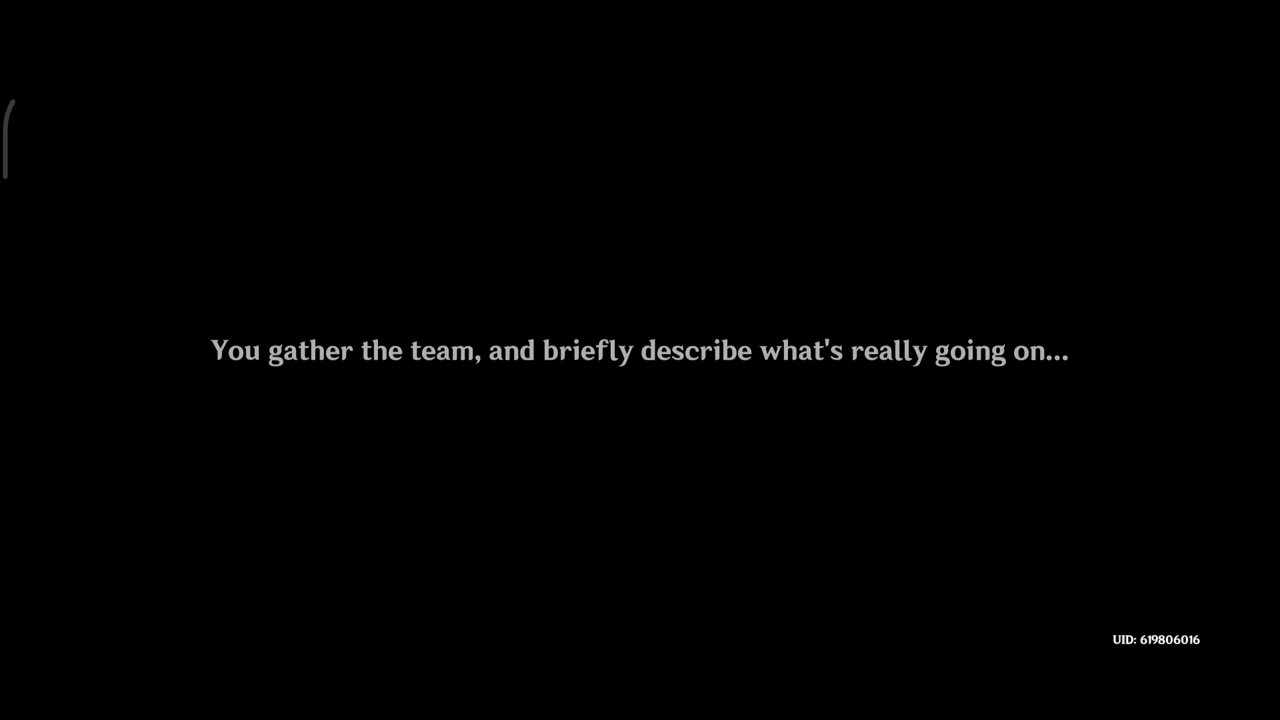 You gather the team, and briefly describe what's really going on...
UID: 619806016